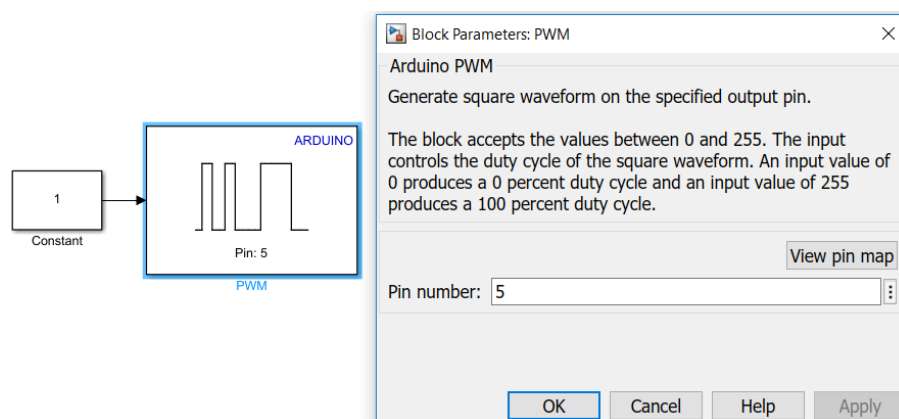 ARDUINO
1
Constant
Pin: 5
PWM
Block Parameters: PWM
Arduino PWM
Generate square waveform on the specified output pin.
The block accepts the values between 0 and 255. The input
controls the duty cycle of the square waveform. An input value of
0 produces a 0 percent duty cycle and an input value of 255
produces a 100 percent duty cycle.
View pin map
Pin number: 5
OK Cancel Help Apply